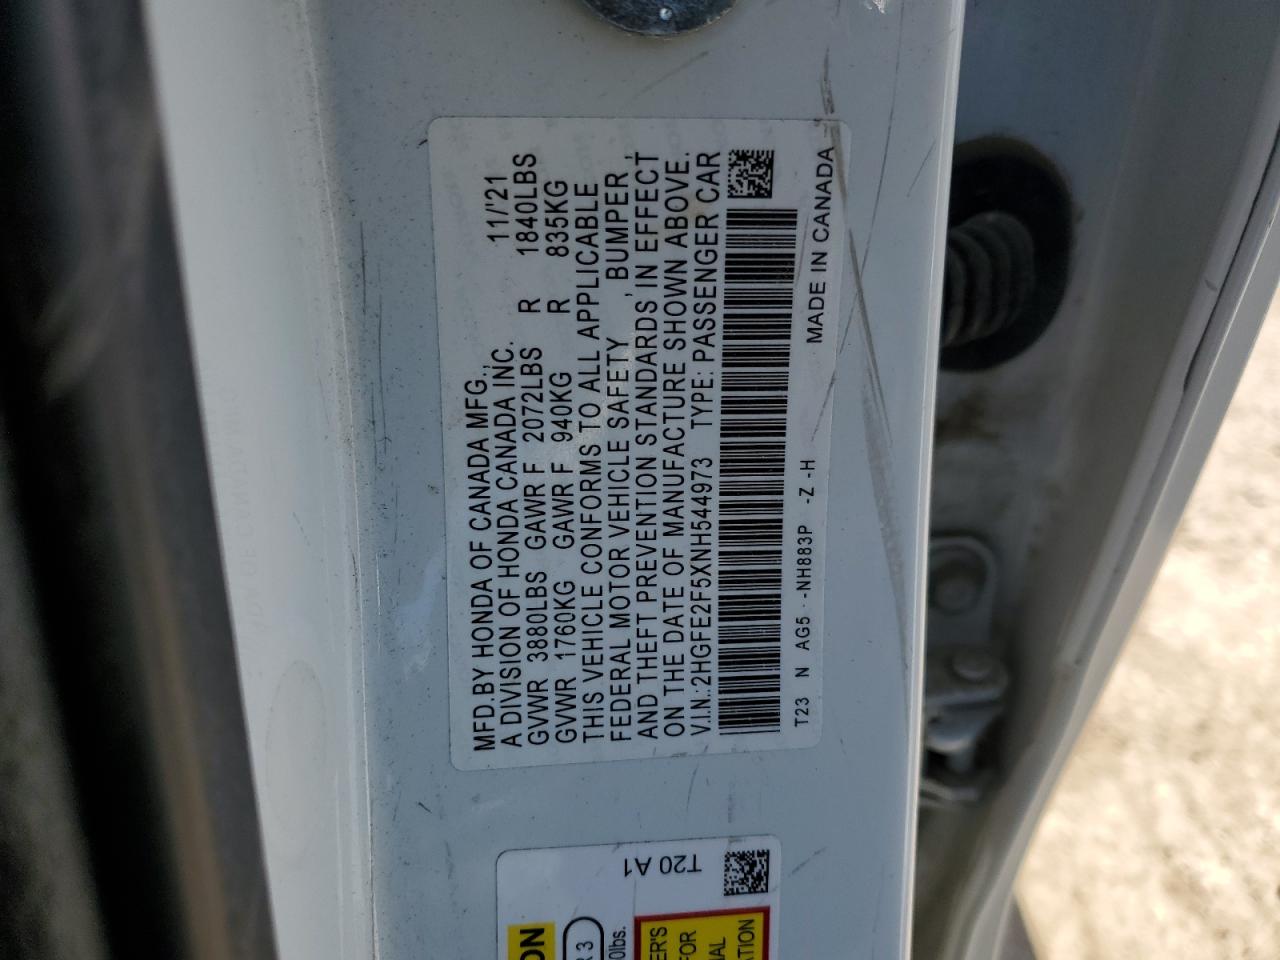 MFD.BY HONDA OF CANADA MFG.,
A DIVISION OF HONDA CANADA INC. 11/'21
GVWR 3880LBS GAWR F 2072LBS R 1840LBS
GVWR 1760KG GAWR F 940KG R 835KG
THIS VEHICLE CONFORMS TO ALL APPLICABLE
FEDERAL MOTOR VEHICLE SAFETY , BUMPER ,
AND THEFT PREVENTION STANDARDS IN EFFECT
ON THE DATE OF MANUFACTURE SHOWN ABOVE.
V.I.N.:2HGFE2F5XNH544973 TYPE: PASSENGER CAR
T23 N AG5 --NH883P -Z -H
MADE IN CANADA
T20 A1